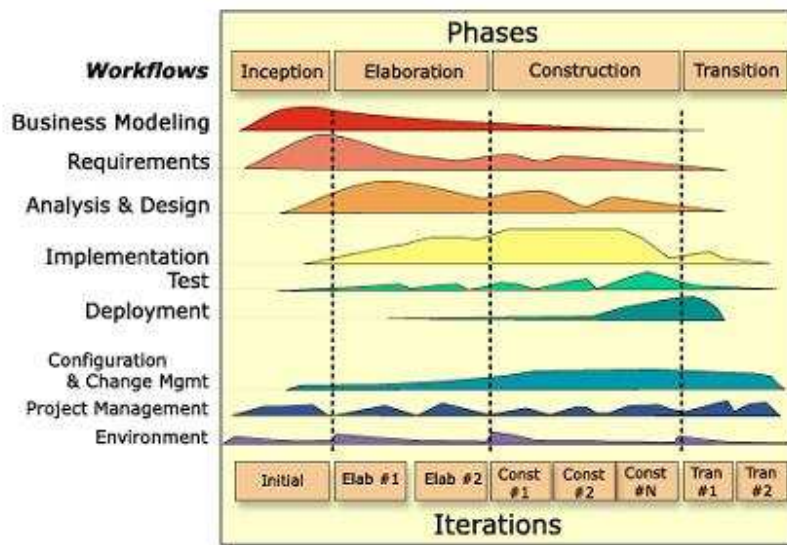 Phases
Workflows Inception Elaboration Construction Transition
Business Modeling
Requirements
Analysis & Design
Implementation
Test
Deployment
Configuration
& Change Mgmt
Project Management
Environment
Initial Elab #1 Elab #2 Const #1 Const #2 Const #N Tran #1 Tran #2
Iterations